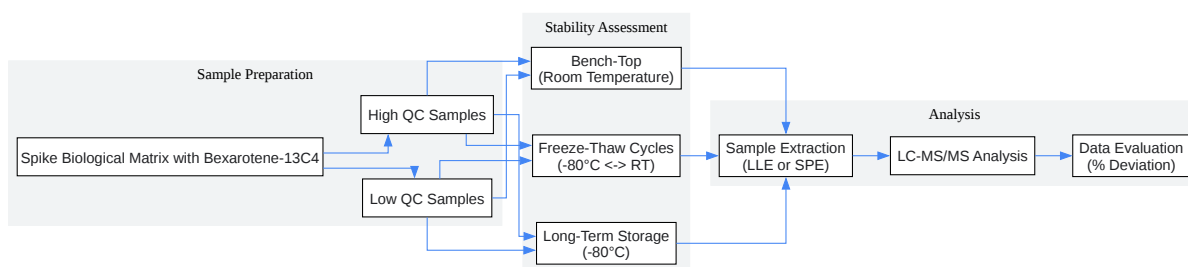 Stability Assessment
Sample Preparation
Bench-Top
(Room Temperature)
High QC Samples
Analysis
Spike Biological Matrix with Bexarotene-13C4
Freeze-Thaw Cycles
(-80°C <-> RT)
Sample Extraction
(LLE or SPE)
LC-MS/MS Analysis
Data Evaluation
(% Deviation)
Low QC Samples
Long-Term Storage
(-80°C)